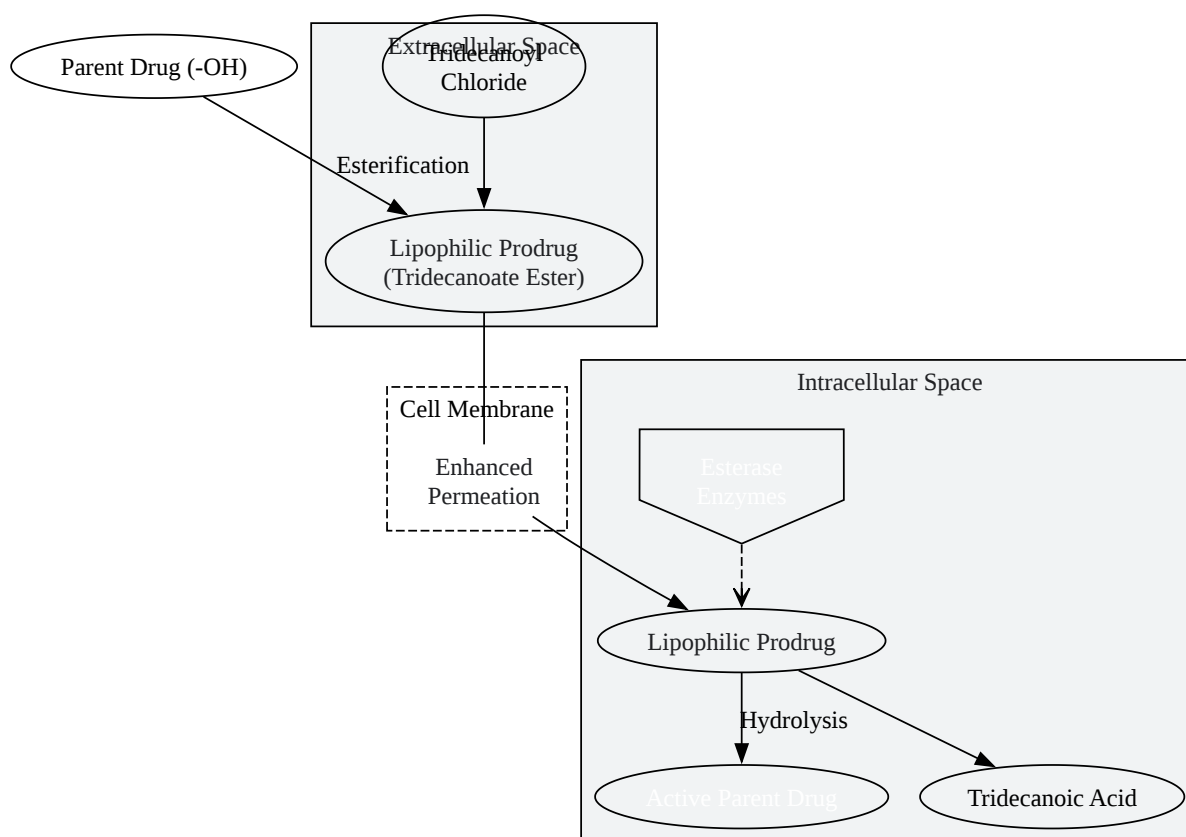 Extracellular Space
Parent Drug (-OH)
Tridecanoyl
Chloride
Esterification
Lipophilic Prodrug
(Tridecanoate Ester)
Intracellular Space
Cell Membrane
Enhanced
Permeation
Esterase
Enzymes
Lipophilic Prodrug
Hydrolysis
Active Parent Drug
Tridecanoic Acid